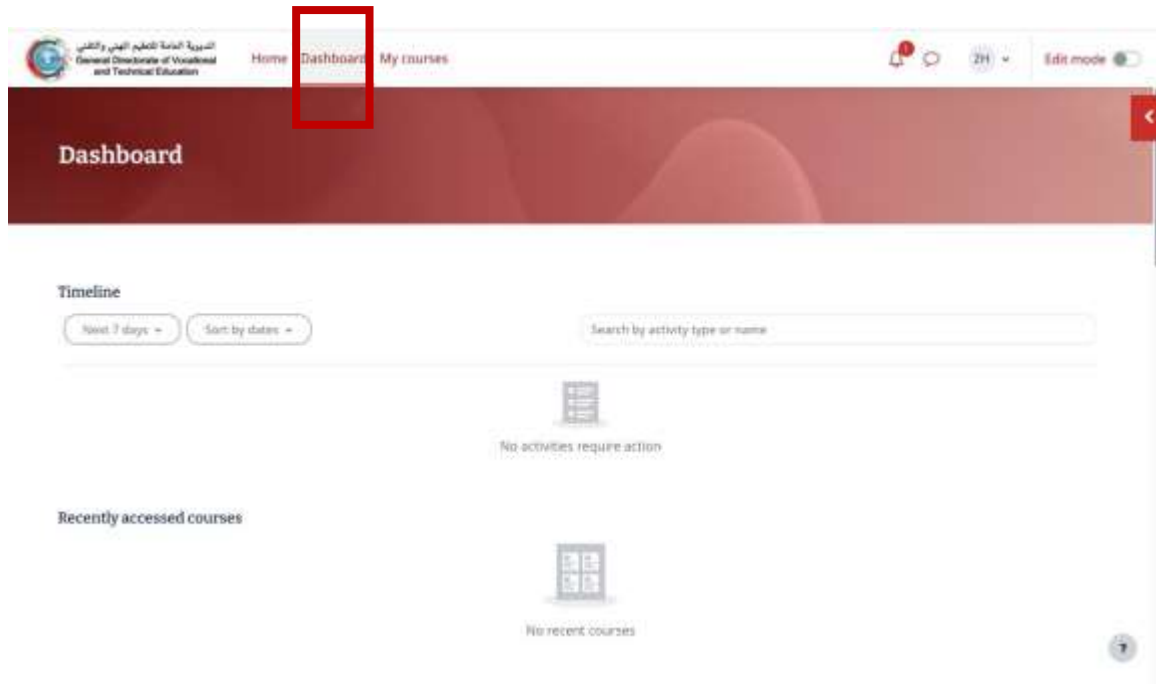 المديرية العامة للتعليم المهني والتقني
General Directorate of Vocational
and Technical Education
Home Dashboard My courses
ZH
Edit mode
Dashboard
Timeline
Next 7 days
Sort by dates
Search by activity type or name
No activities require action
Recently accessed courses
No recent courses
?